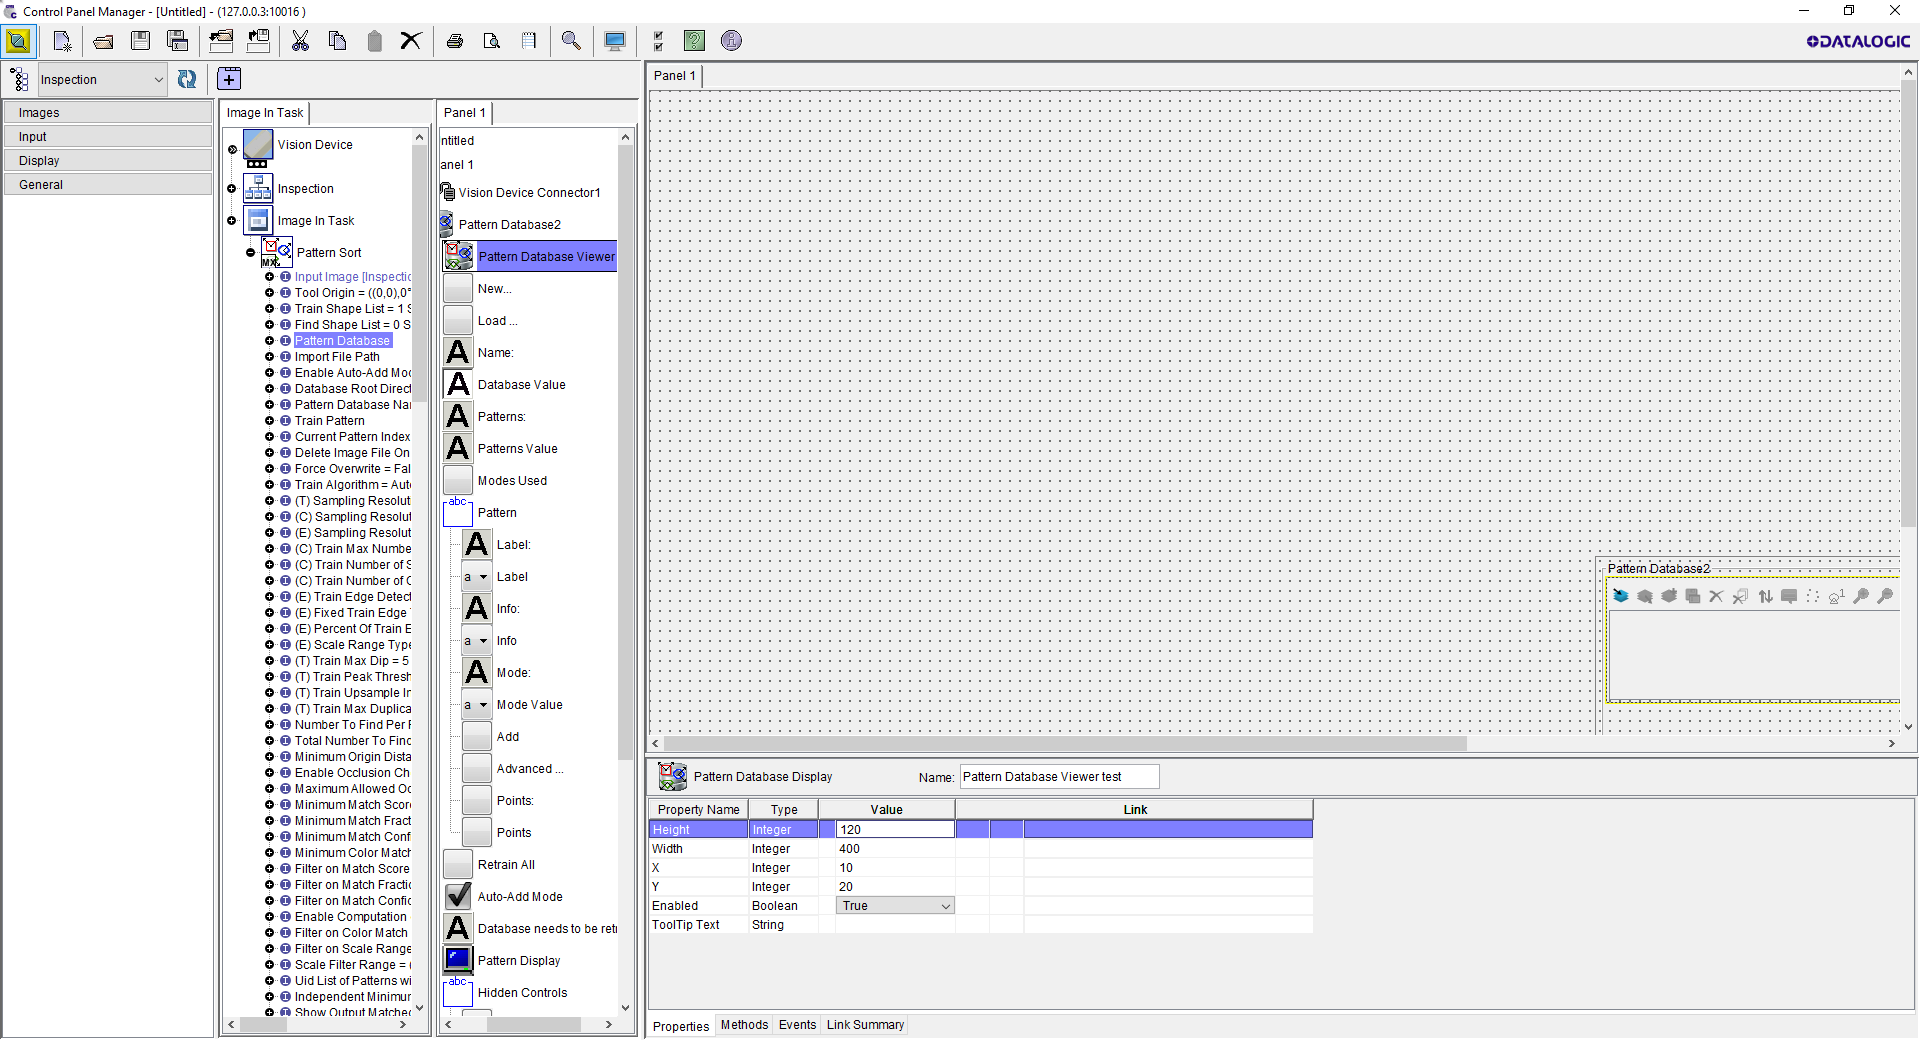 Control Panel Manager - [Untitled] - (127.0.0.3:10016 )
DATALOGIC
Inspection
Images
Input
Display
General
Image In Task
Vision Device
Inspection
Image In Task
Pattern Sort
MX
Input Image [Inspectic
Tool Origin = ((0,0),0°
Train Shape List = 1 S
Find Shape List = 0 S
Pattern Database
Import File Path
Enable Auto-Add Moc
Database Root Direct
Pattern Database Nar
Train Pattern
Current Pattern Index
Delete Image File On
Force Overwrite = Fal
Train Algorithm = Auto
(T) Sampling Resolut
(C) Sampling Resolut
(E) Sampling Resolut
(C) Train Max Numbe
(C) Train Number of S
(C) Train Number of C
(E) Train Edge Detect
(E) Fixed Train Edge
(E) Percent Of Train E
(E) Scale Range Type
(T) Train Max Dip = 5
(T) Train Peak Thresh
(T) Train Upsample In
(T) Train Max Duplica
Number To Find Per F
Total Number To Find
Minimum Origin Dista
Enable Occlusion Ch
Maximum Allowed Oc
Minimum Match Score
Minimum Match Fract
Minimum Match Conf
Minimum Color Match
Filter on Match Score
Filter on Match Fractic
Filter on Match Confic
Enable Computation
Filter on Color Match
Filter on Scale Range
Scale Filter Range = (
Uid List of Patterns wi
Independent Minimur
Show Output Matched
Panel 1
ntitled
anel 1
Vision Device Connector1
Pattern Database2
Pattern Database Viewer
New...
Load ...
A Name:
A Database Value
A Patterns:
A Patterns Value
Modes Used
abc Pattern
A Label:
a Label
A Info:
a Info
A Mode:
a Mode Value
Add
Advanced ...
Points:
Points
Retrain All
Auto-Add Mode
A Database needs to be retr
Pattern Display
abc Hidden Controls
Panel 1
Pattern Database2
Pattern Database Display
Name: Pattern Database Viewer test
Property Name Type Value Link
Height Integer 120
Width Integer 400
X Integer 10
Y Integer 20
Enabled Boolean True
ToolTip Text String
Properties Methods Events Link Summary